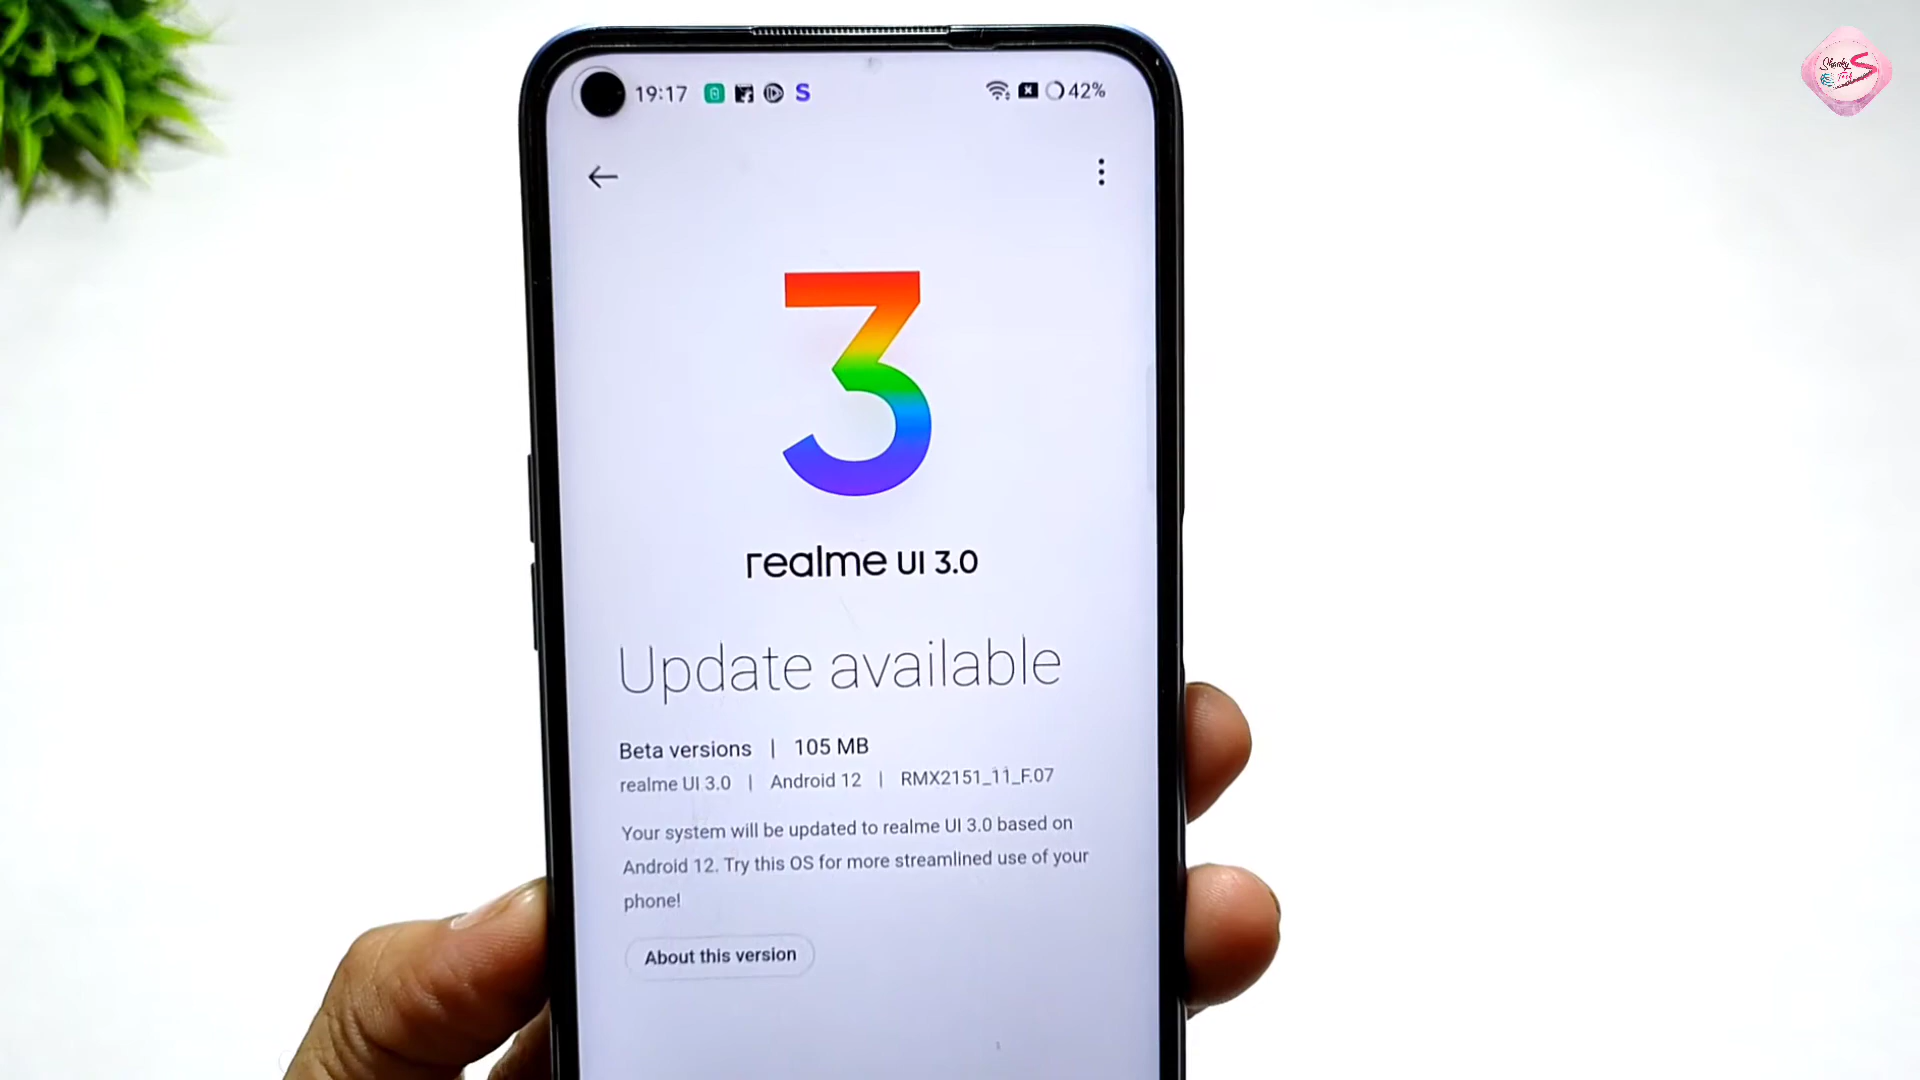 19:17
42%
3
realme UI 3.0
Update available
Beta versions | 105 MB
realme UI 3.0 | Android 12 | RMX2151_11_F.07
Your system will be updated to realme UI 3.0 based on
Android 12. Try this OS for more streamlined use of your
phone!
About this version